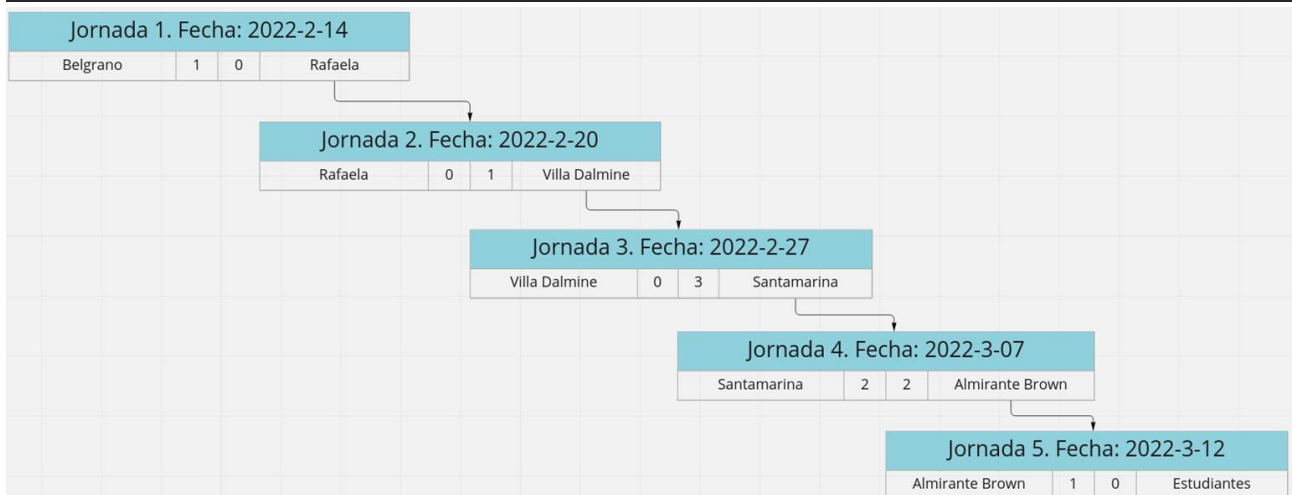 Jornada 1. Fecha: 2022-2-14
Belgrano 1 0 Rafaela
Jornada 2. Fecha: 2022-2-20
Rafaela 0 1 Villa Dalmine
Jornada 3. Fecha: 2022-2-27
Villa Dalmine 0 3 Santamarina
Jornada 4. Fecha: 2022-3-07
Santamarina 2 2 Almirante Brown
Jornada 5. Fecha: 2022-3-12
Almirante Brown 1 0 Estudiantes